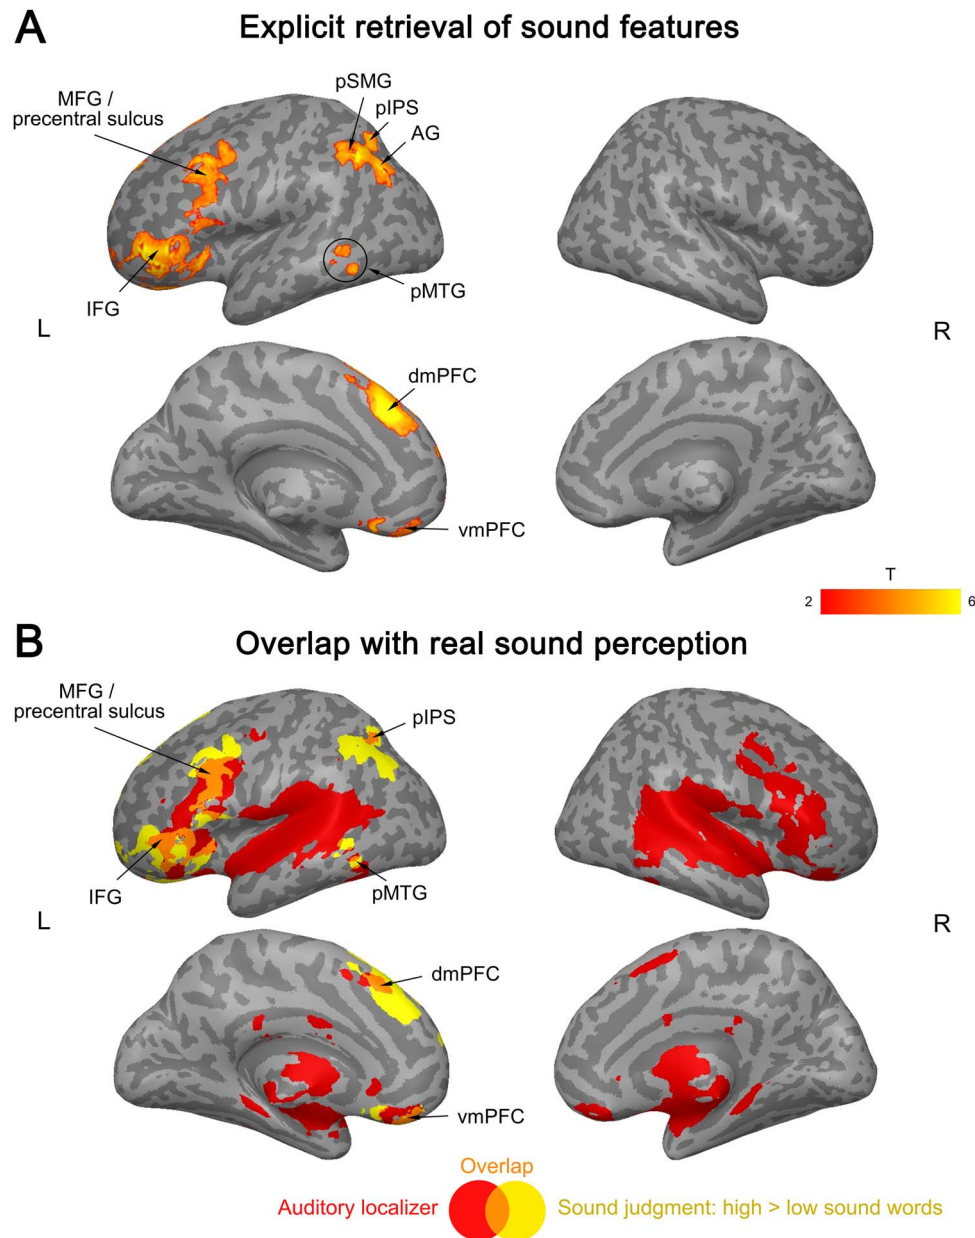 A
Explicit retrieval of sound features
MFG /
precentral sulcus
pSMG
pIPS
AG
IFG
pMTG
L
R
dmPFC
vmPFC
T
2
6
B
Overlap with real sound perception
MFG /
precentral sulcus
pIPS
IFG
pMTG
L
R
dmPFC
vmPFC
Overlap
Auditory localizer
Sound judgment: high > low sound words